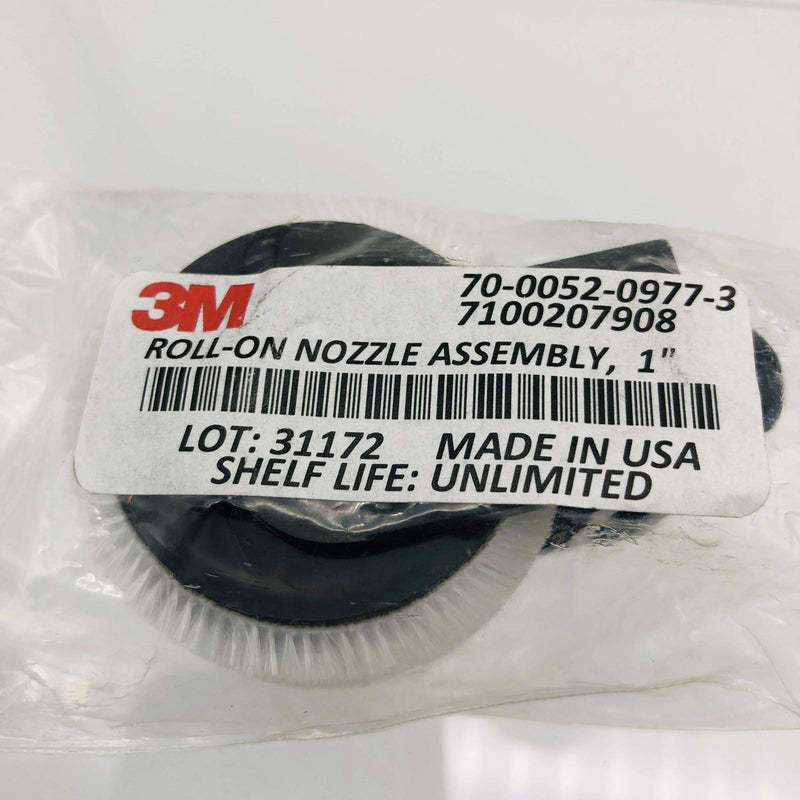 3M
70-0052-0977-3
7100207908
ROLL-ON NOZZLE ASSEMBLY, 1"
LOT: 31172 MADE IN USA
SHELF LIFE: UNLIMITED